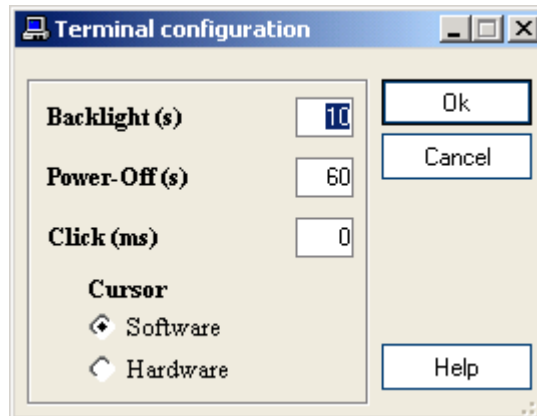 Terminal configuration
Backlight (s) 10
Ok
Cancel
Power-Off (s) 60
Click (ms) 0
Cursor
Software
Hardware
Help